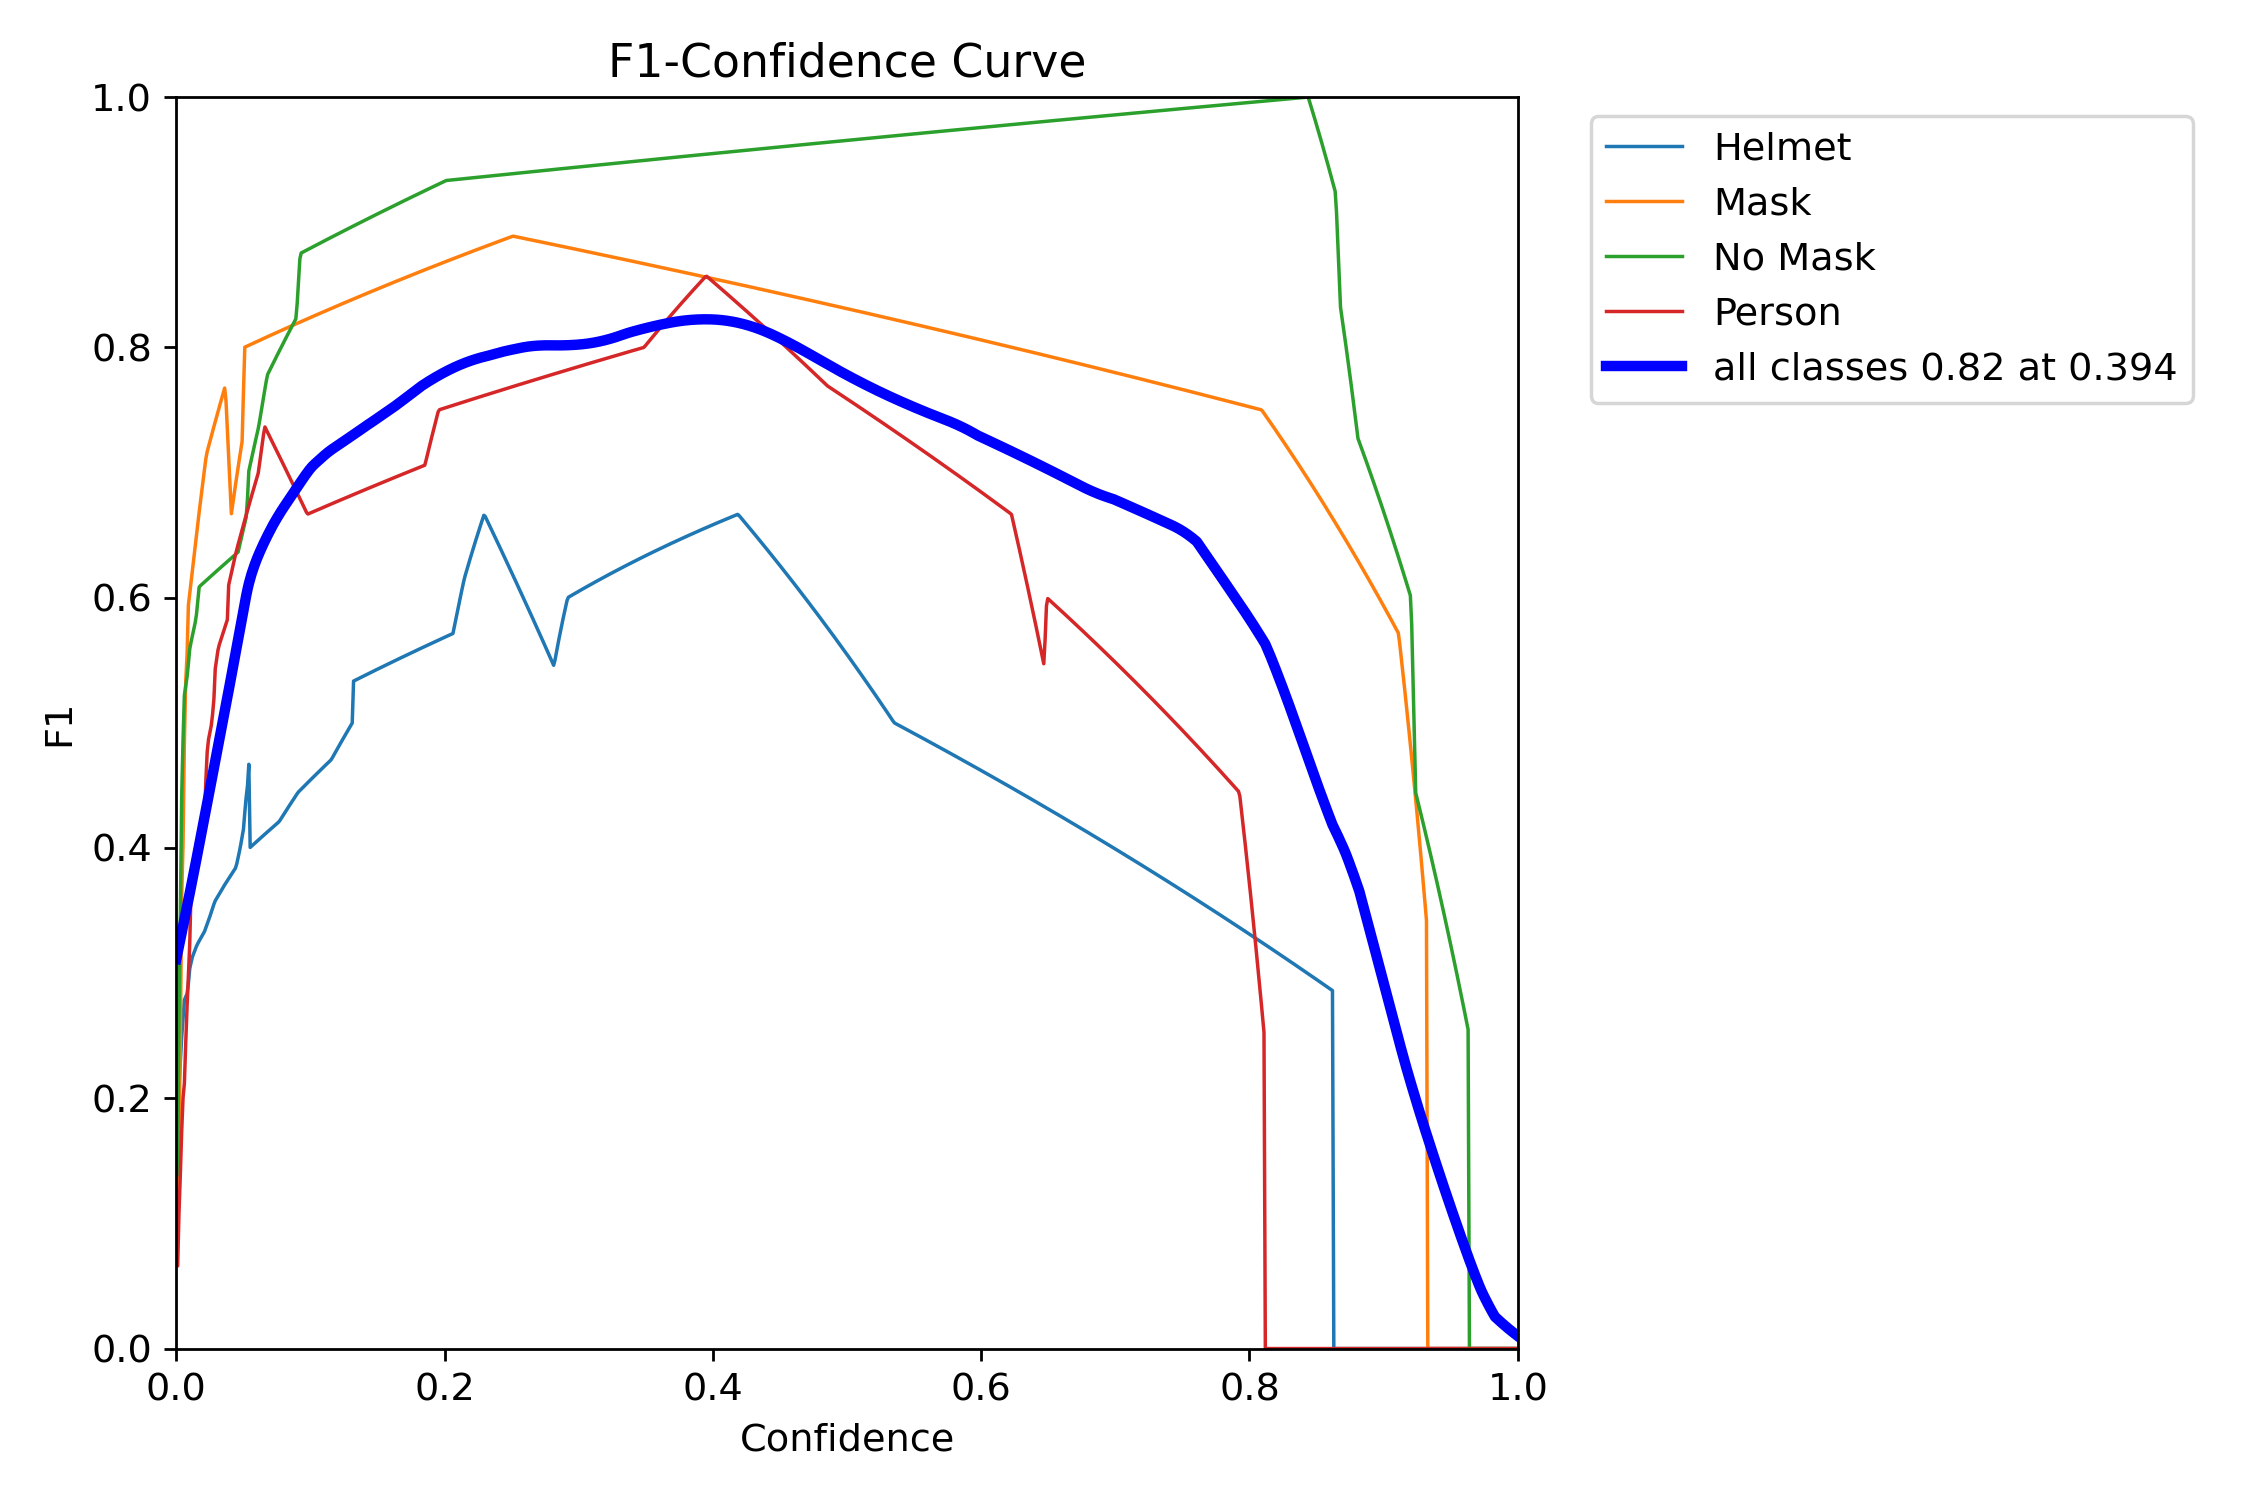 F1-Confidence Curve
1.0
0.8
0.6
0.4
0.2
0.0
F1
0.0 0.2 0.4 0.6 0.8 1.0
Confidence
Helmet
Mask
No Mask
Person
all classes 0.82 at 0.394